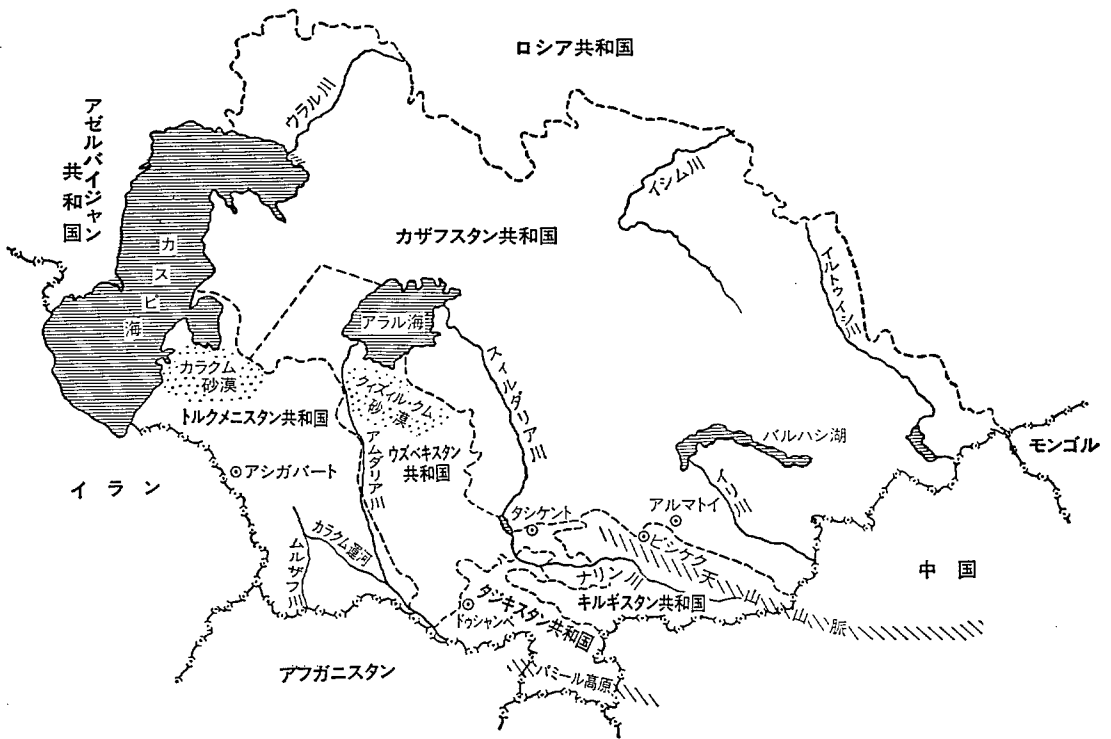 ロシア共和国
ウラル川
アゼルバイジャン
共和国
イシム川
カザフスタン共和国
カスピ海
イルトゥイシ川
アラル海
スィルダリア川
カラクム
砂漠
クィズィルクム
砂漠
トルクメニスタン共和国
アムダリア川
ウズベキスタン
共和国
バルハシ湖
モンゴル
アシガバート
イラン
イリ川
アルマトイ
タシケント
ビシケク
カラクム運河
ムルザフ川
ナリン川
天山山脈
中国
キルギスタン共和国
タジキスタン共和国
ドゥシャンベ
アフガニスタン
パミール高原